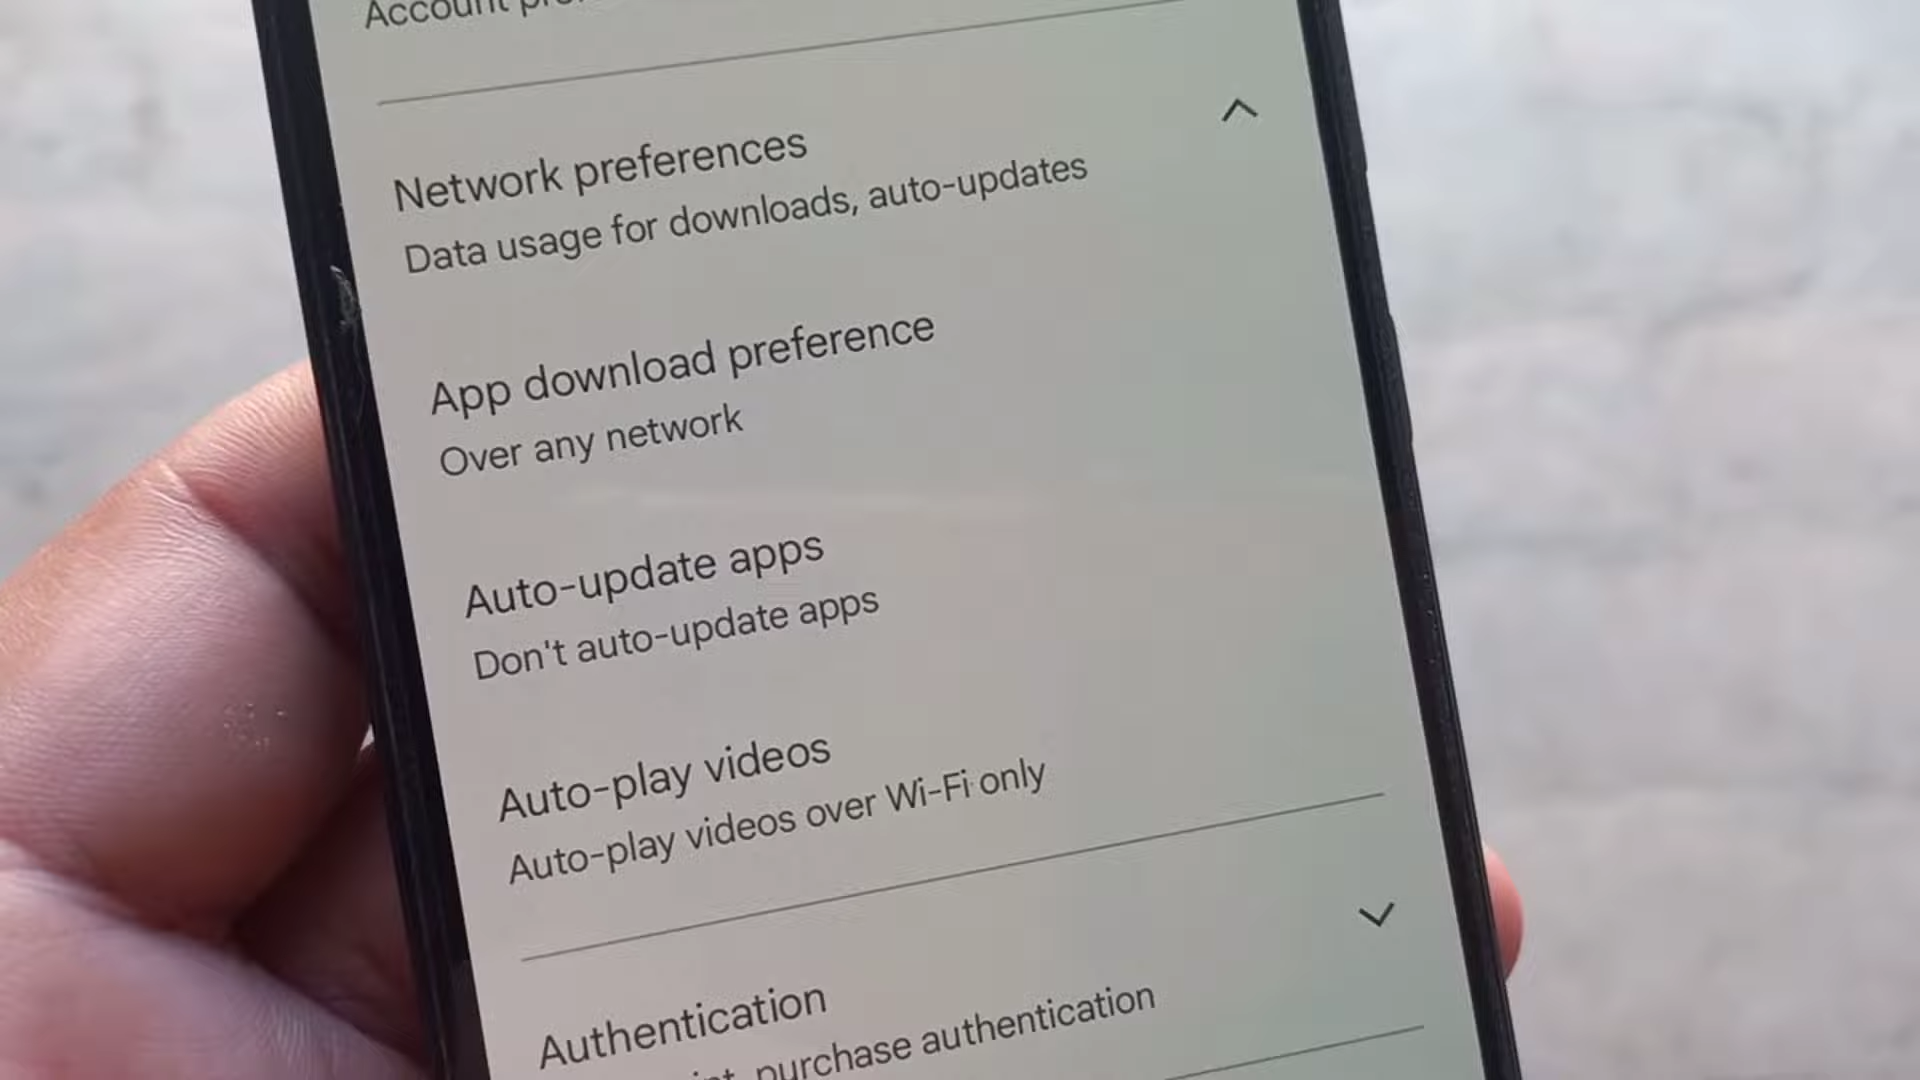 Account
Network preferences
Data usage for downloads, auto-updates
App download preference
Over any network
Auto-update apps
Don't auto-update apps
Auto-play videos
Auto-play videos over Wi-Fi only
Authentication
purchase authentication